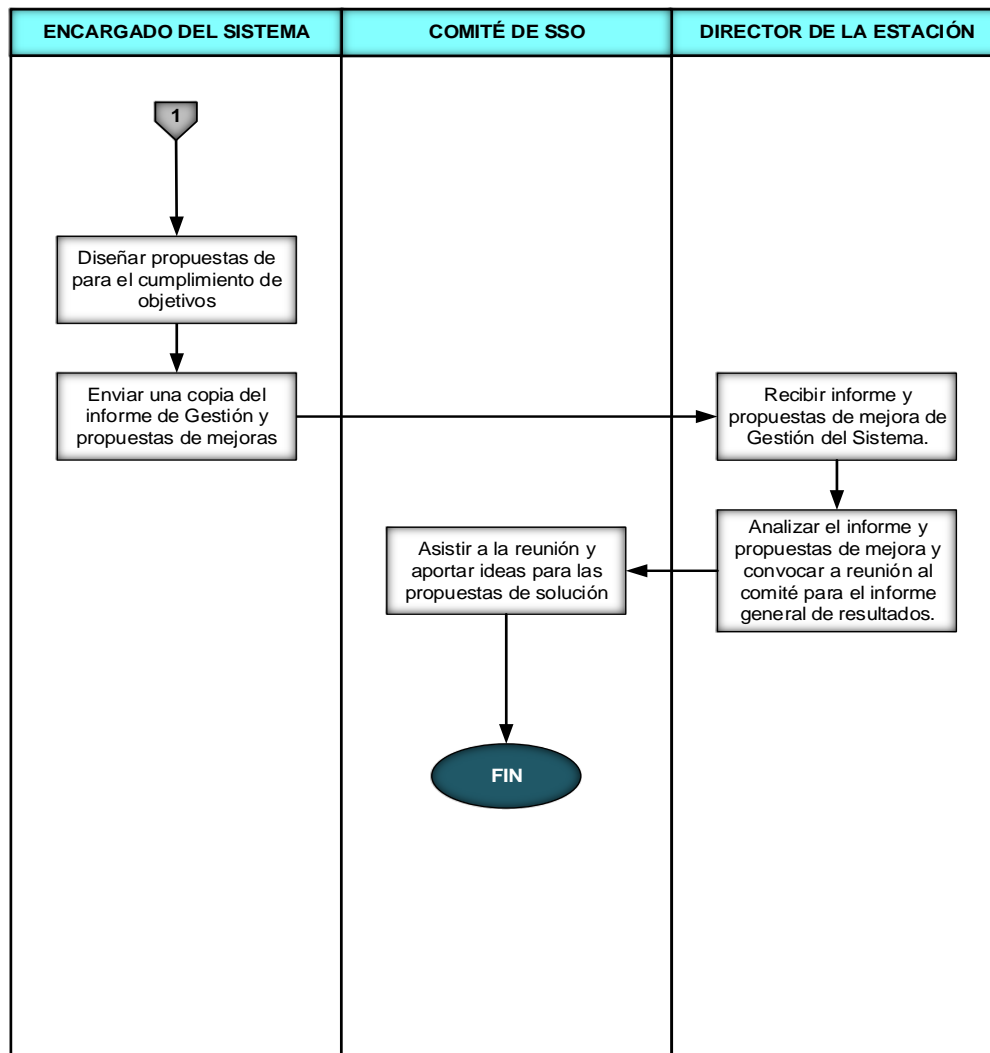 ENCARGADO DEL SISTEMA
COMITÉ DE SSO
DIRECTOR DE LA ESTACIÓN
1
Diseñar propuestas de
para el cumplimiento de
objetivos
Enviar una copia del
informe de Gestión y
propuestas de mejoras
Recibir informe y
propuestas de mejora de
Gestión del Sistema.
Analizar el informe y
propuestas de mejora y
convocar a reunión al
comité para el informe
general de resultados.
Asistir a la reunión y
aportar ideas para las
propuestas de solución
FIN